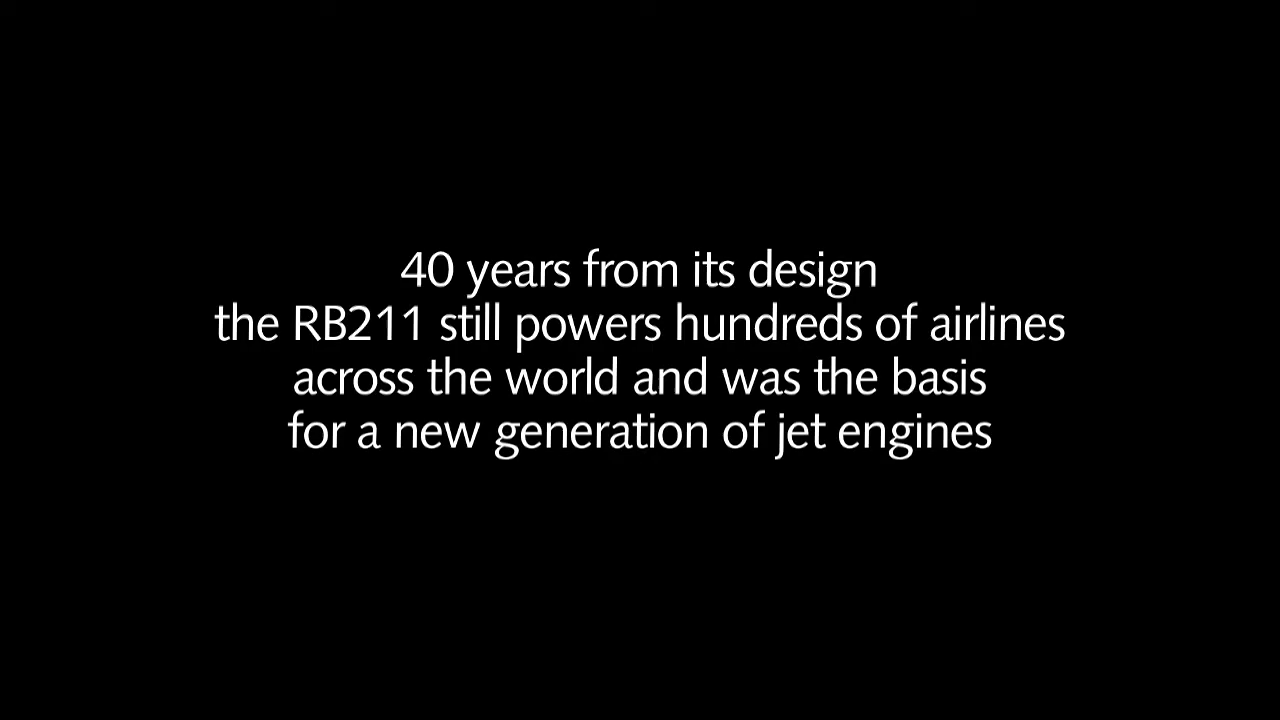 40 years from its design
the RB211 still powers hundreds of airlines
across the world and was the basis
for a new generation of jet engines